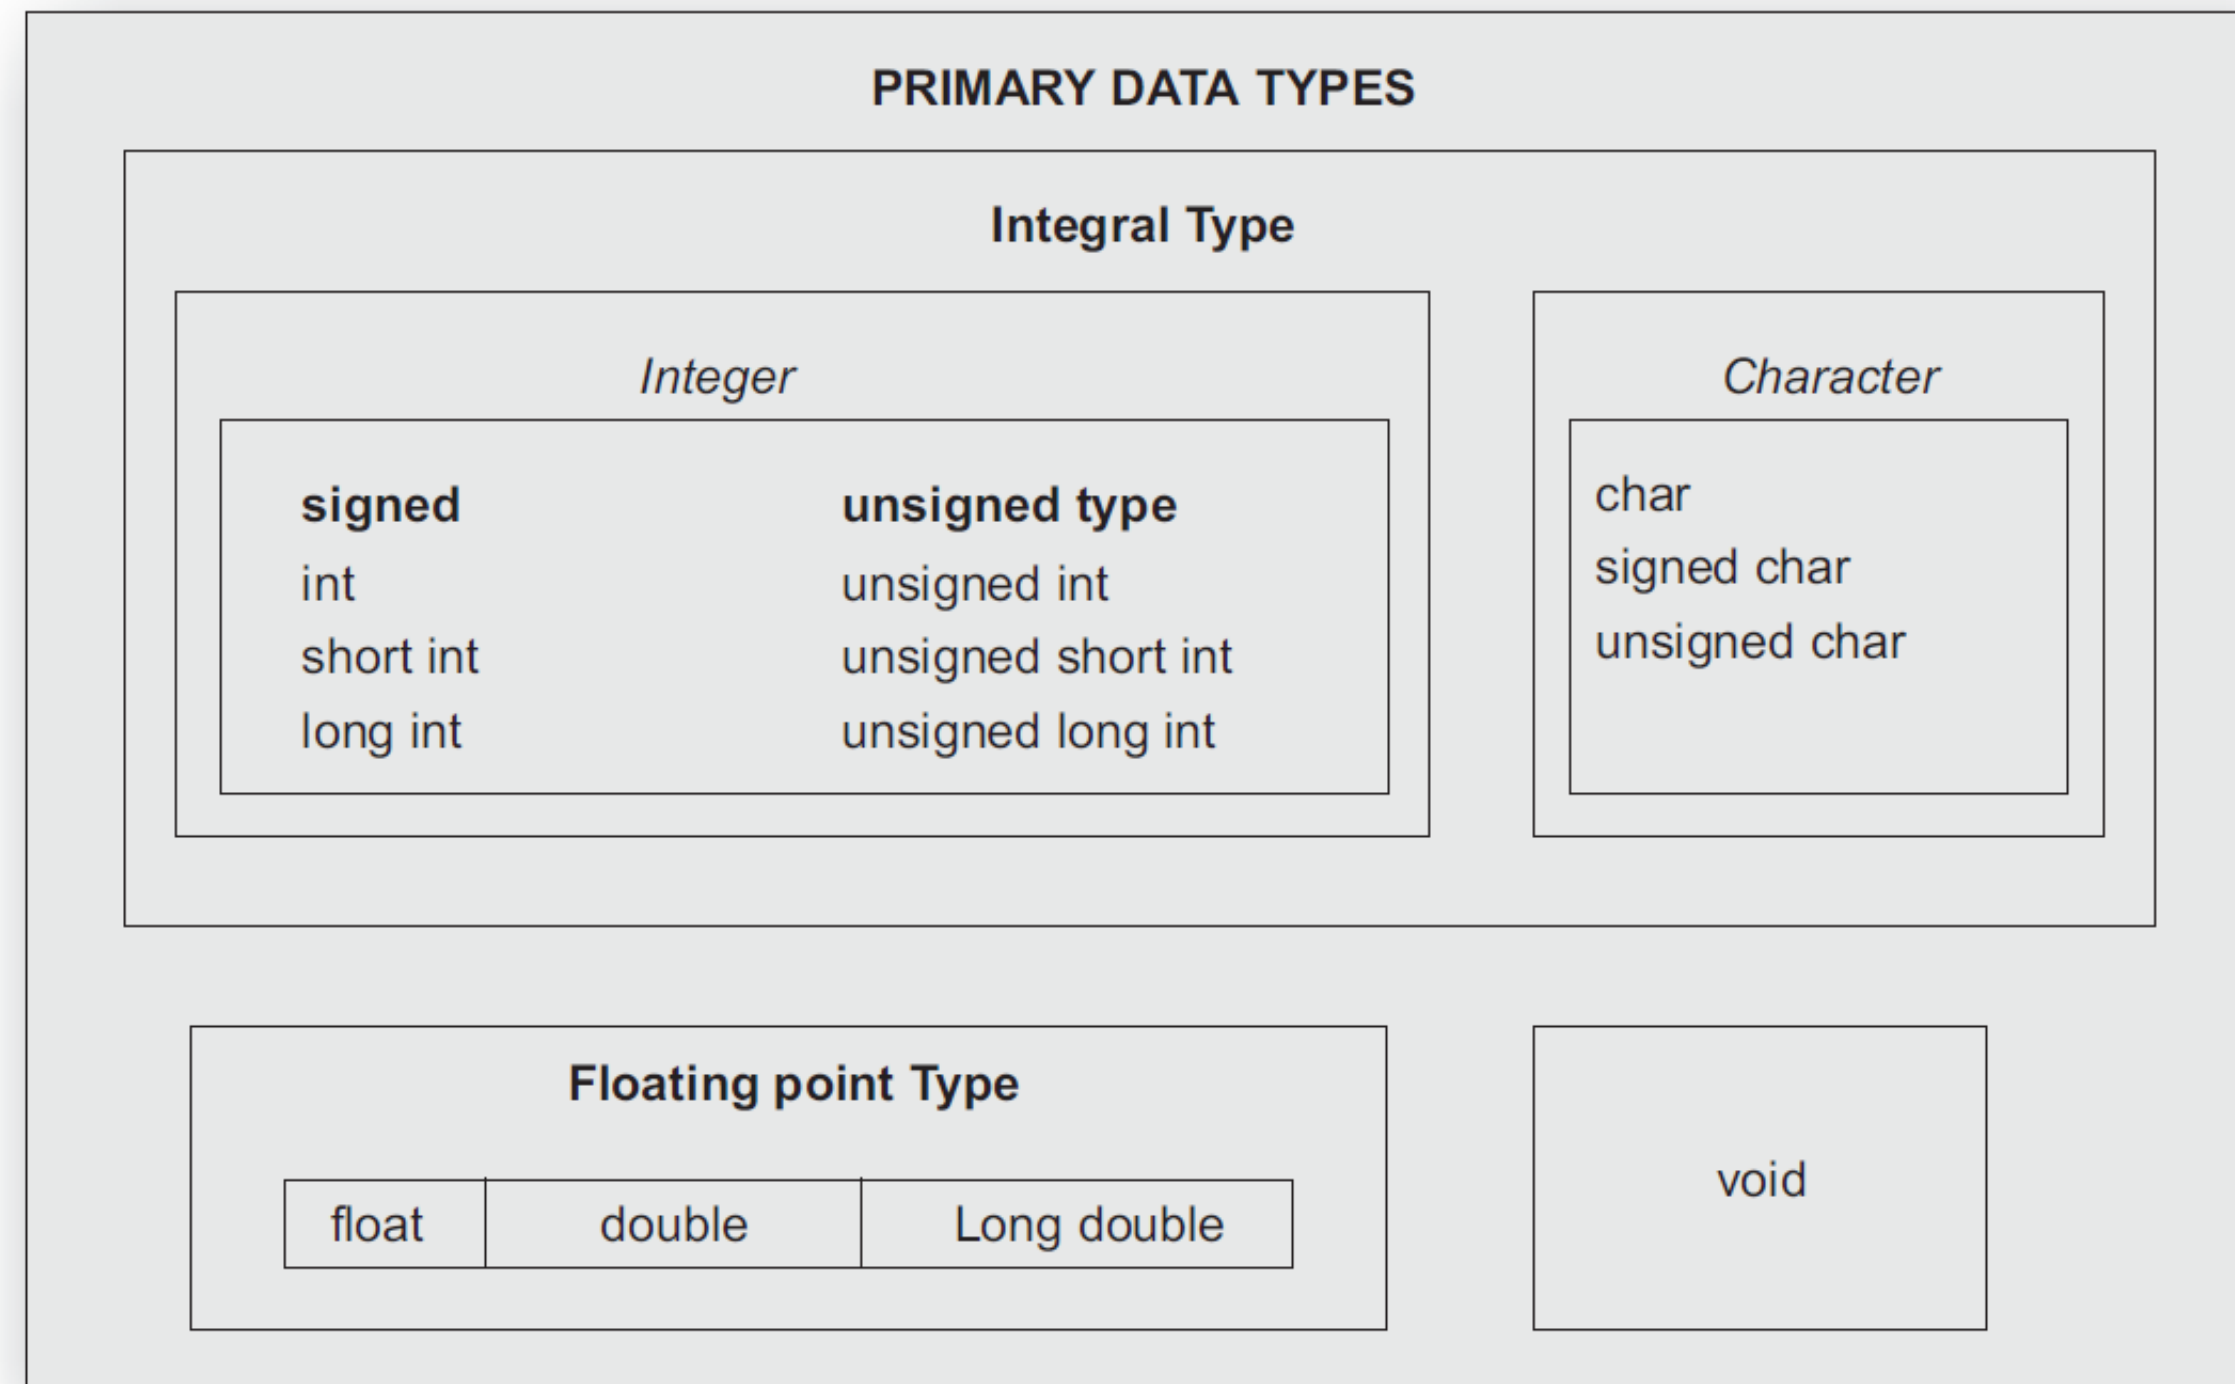 PRIMARY DATA TYPES
Integral Type
Integer
signed unsigned type
int unsigned int
short int unsigned short int
long int unsigned long int
Character
char
signed char
unsigned char
Floating point Type
float double Long double
void